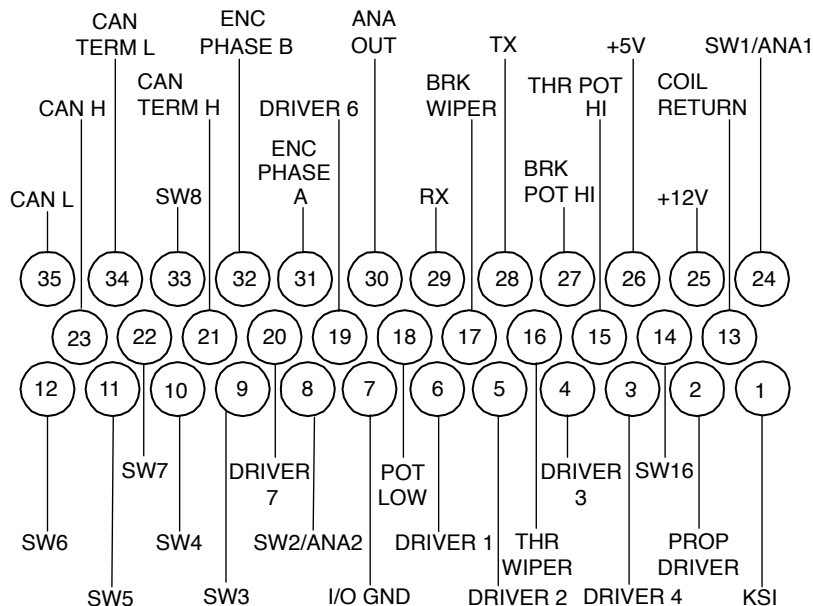 CAN
TERM L
ENC
PHASE B
ANA
OUT
TX
+5V
SW1/ANA1
CAN H
CAN
TERM H
DRIVER 6
BRK
WIPER
THR POT
HI
COIL
RETURN
CAN L
SW8
ENC
PHASE
A
RX
BRK
POT HI
+12V
35 34 33 32 31 30 29 28 27 26 25 24
23 22 21 20 19 18 17 16 15 14 13
12 11 10 9 8 7 6 5 4 3 2 1
SW7
DRIVER
7
POT
LOW
DRIVER
3
SW16
SW6
SW4
SW2/ANA2
DRIVER 1
THR
WIPER
PROP
DRIVER
SW5
SW3
I/O GND
DRIVER 2
DRIVER 4
KSI